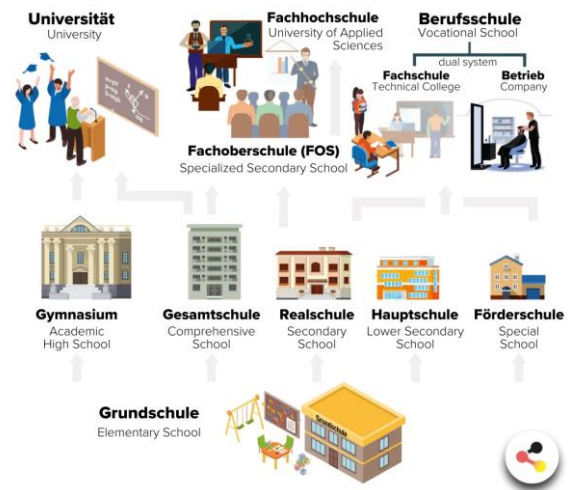 Universität
University
Fachhochschule
University of Applied
Sciences
Berufsschule
Vocational School
dual system
Fachschule
Technical College
Betrieb
Company
Fachoberschule (FOS)
Specialized Secondary School
Gymnasium
Academic
High School
Gesamtschule
Comprehensive
School
Realschule
Secondary
School
Hauptschule
Lower Secondary
School
Förderschule
Special
School
Grundschule
Elementary School
Grundschule